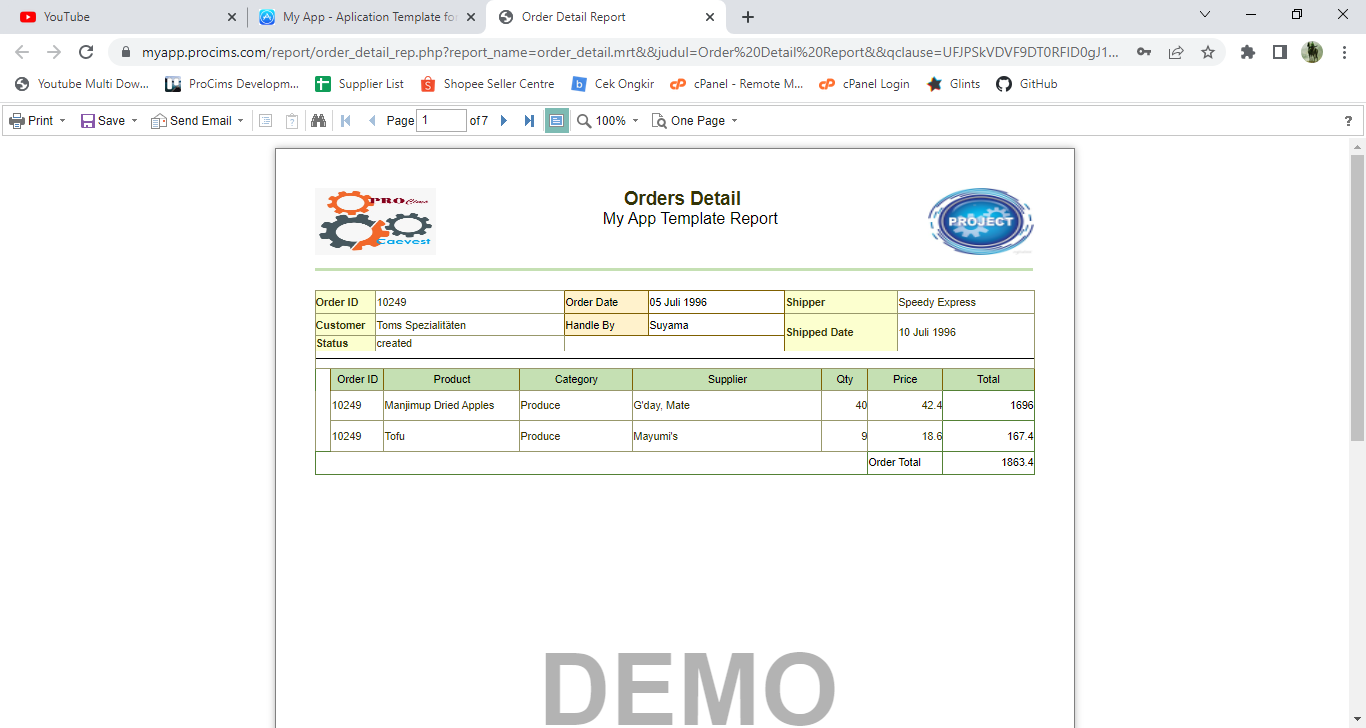 YouTube
My App - Aplication Template for
Order Detail Report
myapp.procims.com/report/order_detail_rep.php?report_name=order_detail.mrt&&judul=Order%20Detail%20Report&&qclause=UFJPSkVDVF9DT0RFID0gJ1...
Youtube Multi Dow...
ProCims Developm...
Supplier List
Shopee Seller Centre
Cek Ongkir
cPanel - Remote M...
cPanel Login
Glints
GitHub
Print Save Send Email Page 1 of 7 100% One Page ?
PRO Cims
Caevest
Orders Detail
My App Template Report
PROJECT
Order ID 10249 Order Date 05 Juli 1996 Shipper Speedy Express
Customer Toms Spezialitäten Handle By Suyama Shipped Date 10 Juli 1996
Status created
Order ID Product Category Supplier Qty Price Total
10249 Manjimup Dried Apples Produce G'day, Mate 40 42.4 1696
10249 Tofu Produce Mayumi's 9 18.6 167.4
Order Total 1863.4
DEMO